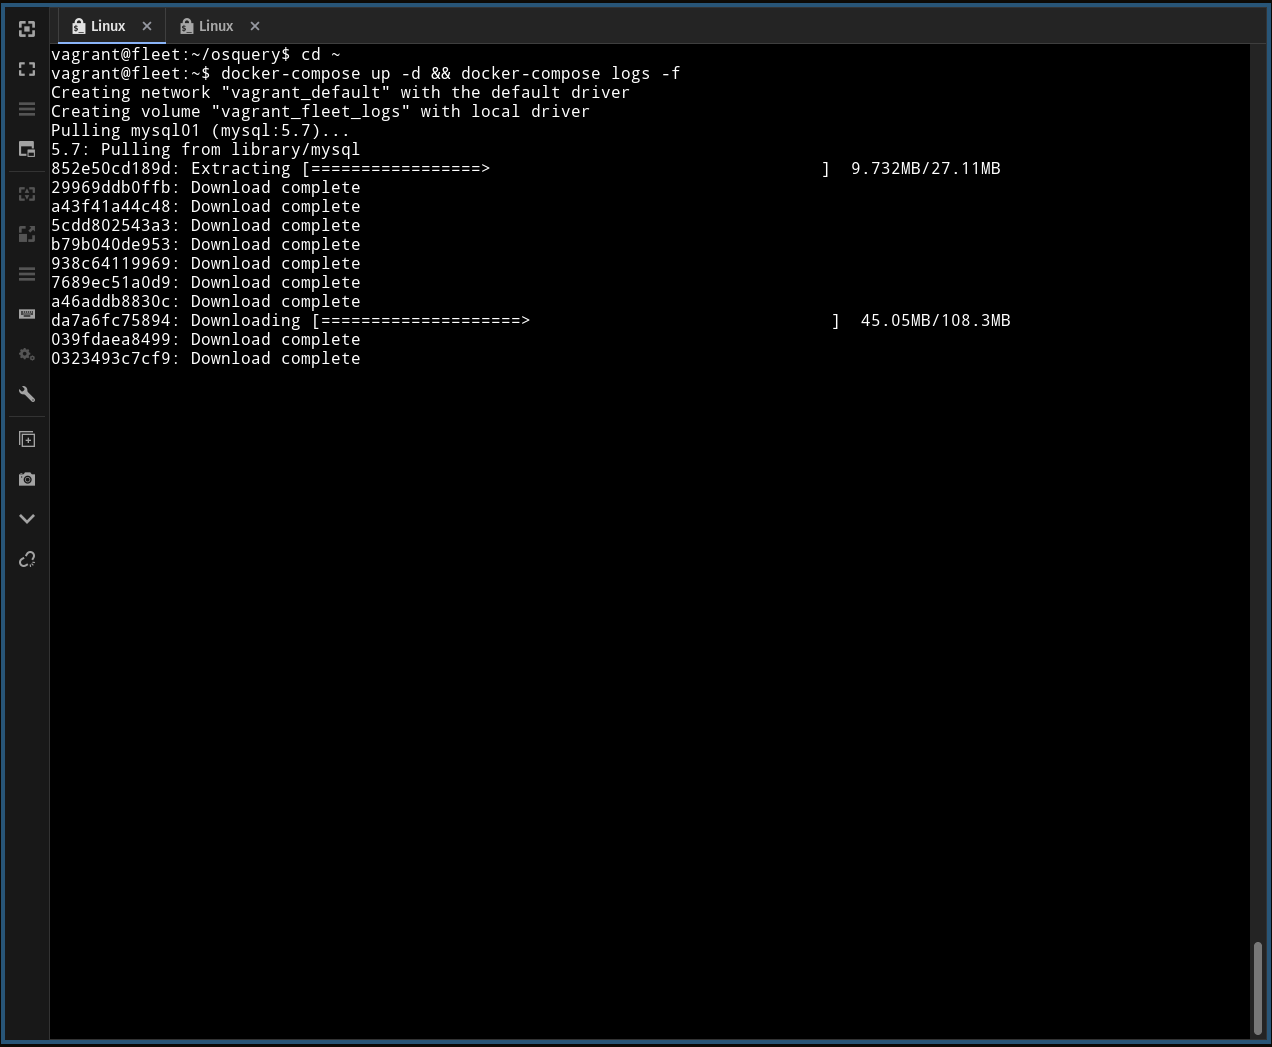 Linux × Linux ×
vagrant@fleet:~/osquery$ cd ~
vagrant@fleet:~$ docker-compose up -d && docker-compose logs -f
Creating network "vagrant_default" with the default driver
Creating volume "vagrant_fleet_logs" with local driver
Pulling mysql01 (mysql:5.7)...
5.7: Pulling from library/mysql
852e50cd189d: Extracting [=================>                                 ]  9.732MB/27.11MB
29969ddb0ffb: Download complete
a43f41a44c48: Download complete
5cdd802543a3: Download complete
b79b040de953: Download complete
938c64119969: Download complete
7689ec51a0d9: Download complete
a46addb8830c: Download complete
da7a6fc75894: Downloading [====================>                              ]  45.05MB/108.3MB
039fdaea8499: Download complete
0323493c7cf9: Download complete